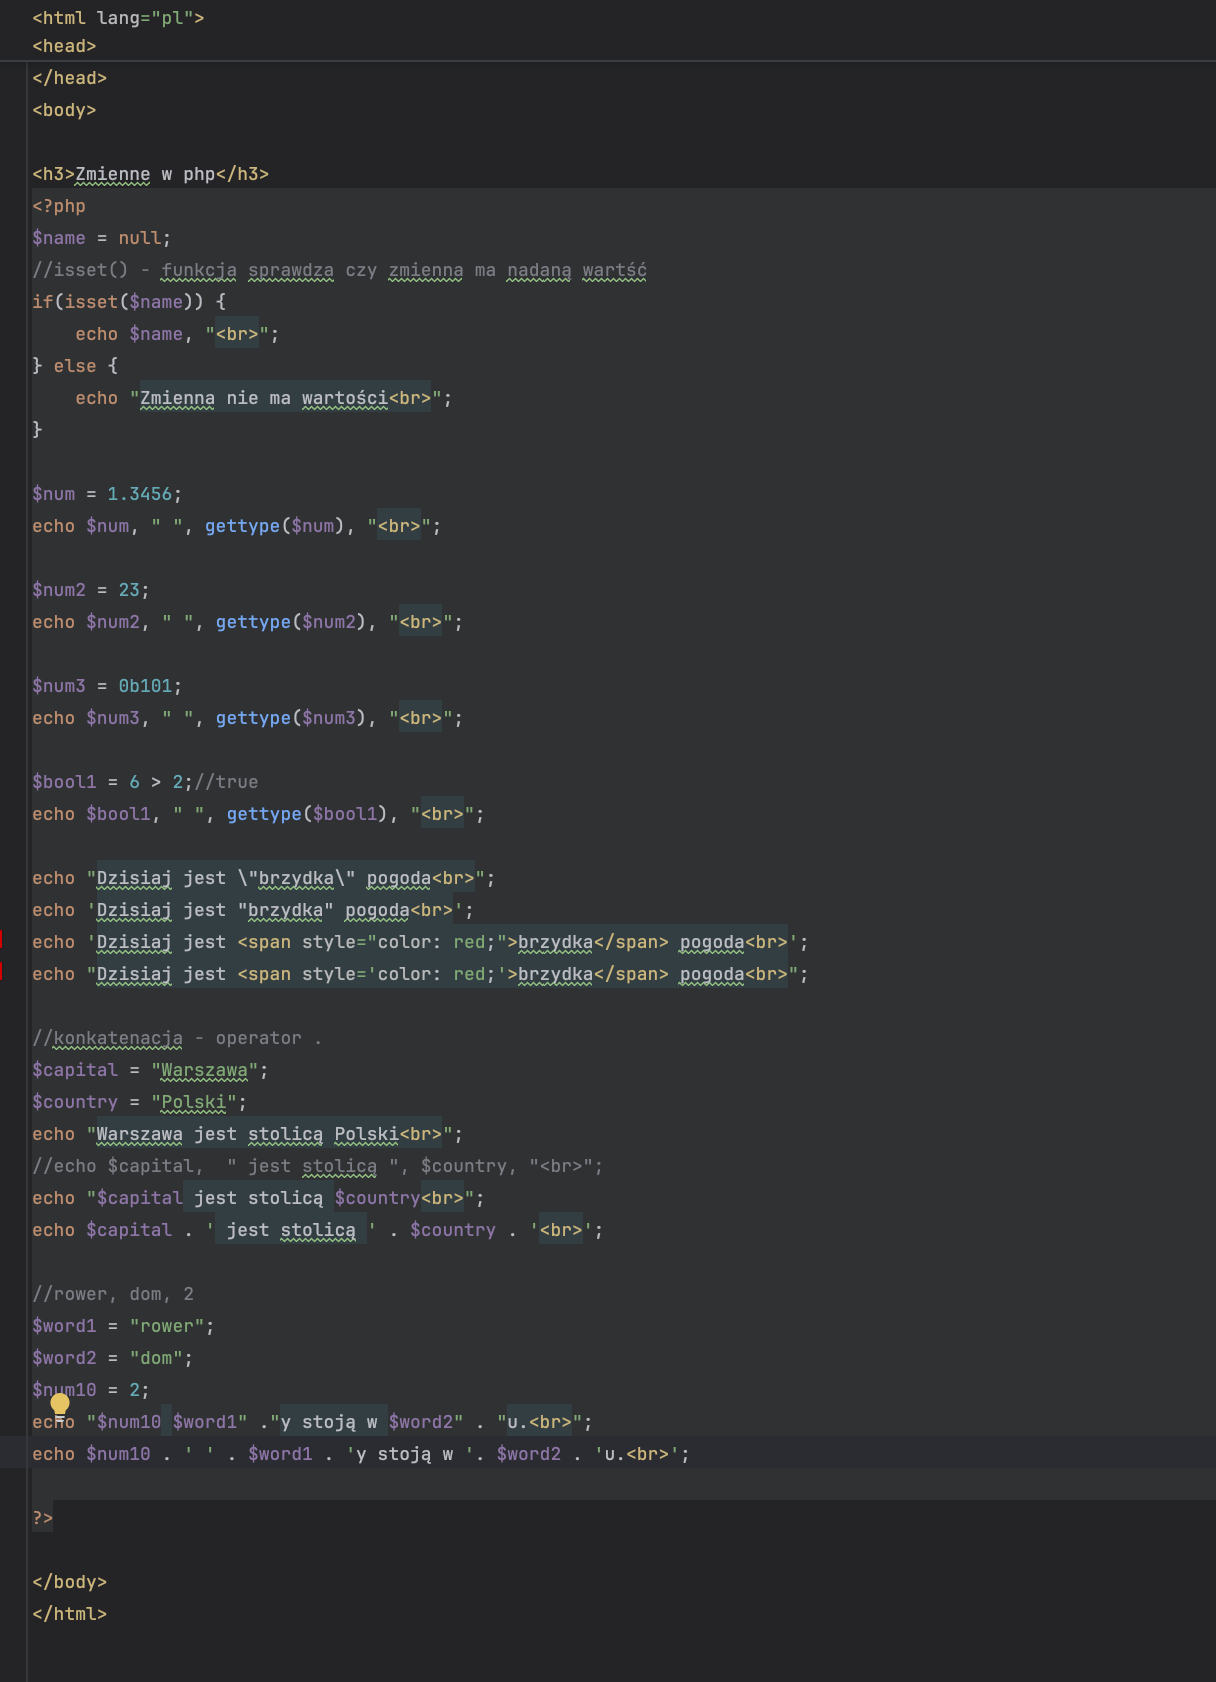 <html lang="pl">
<head>
</head>
<body>
<h3>Zmienne w php</h3>
<?php
$name = null;
//isset() - funkcja sprawdza czy zmienna ma nadaną wartść
if(isset($name)) {
    echo $name, "<br>";
} else {
    echo "Zmienna nie ma wartości<br>";
}
$num = 1.3456;
echo $num, " ", gettype($num), "<br>";
$num2 = 23;
echo $num2, " ", gettype($num2), "<br>";
$num3 = 0b101;
echo $num3, " ", gettype($num3), "<br>";
$bool1 = 6 > 2;//true
echo $bool1, " ", gettype($bool1), "<br>";
echo "Dzisiaj jest \"brzydka\" pogoda<br>";
echo 'Dzisiaj jest "brzydka" pogoda<br>';
echo 'Dzisiaj jest <span style="color: red;">brzydka</span> pogoda<br>';
echo "Dzisiaj jest <span style='color: red;'>brzydka</span> pogoda<br>";
//konkatenacja - operator .
$capital = "Warszawa";
$country = "Polski";
echo "Warszawa jest stolicą Polski<br>";
//echo $capital,  " jest stolicą ", $country, "<br>";
echo "$capital jest stolicą $country<br>";
echo $capital . ' jest stolicą ' . $country . '<br>';
//rower, dom, 2
$word1 = "rower";
$word2 = "dom";
$num10 = 2;
echo "$num10 $word1" ."y stoją w $word2" . "u.<br>";
echo $num10 . ' ' . $word1 . 'y stoją w '. $word2 . 'u.<br>';
?>
</body>
</html>